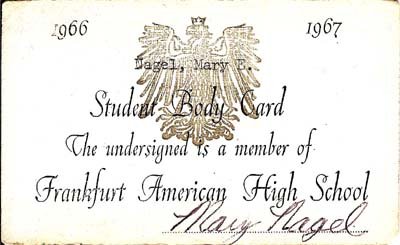 1966 1967
Nagel, Mary E.
Student Body Card
The undersigned is a member of
Frankfurt American High School
Mary Nagel